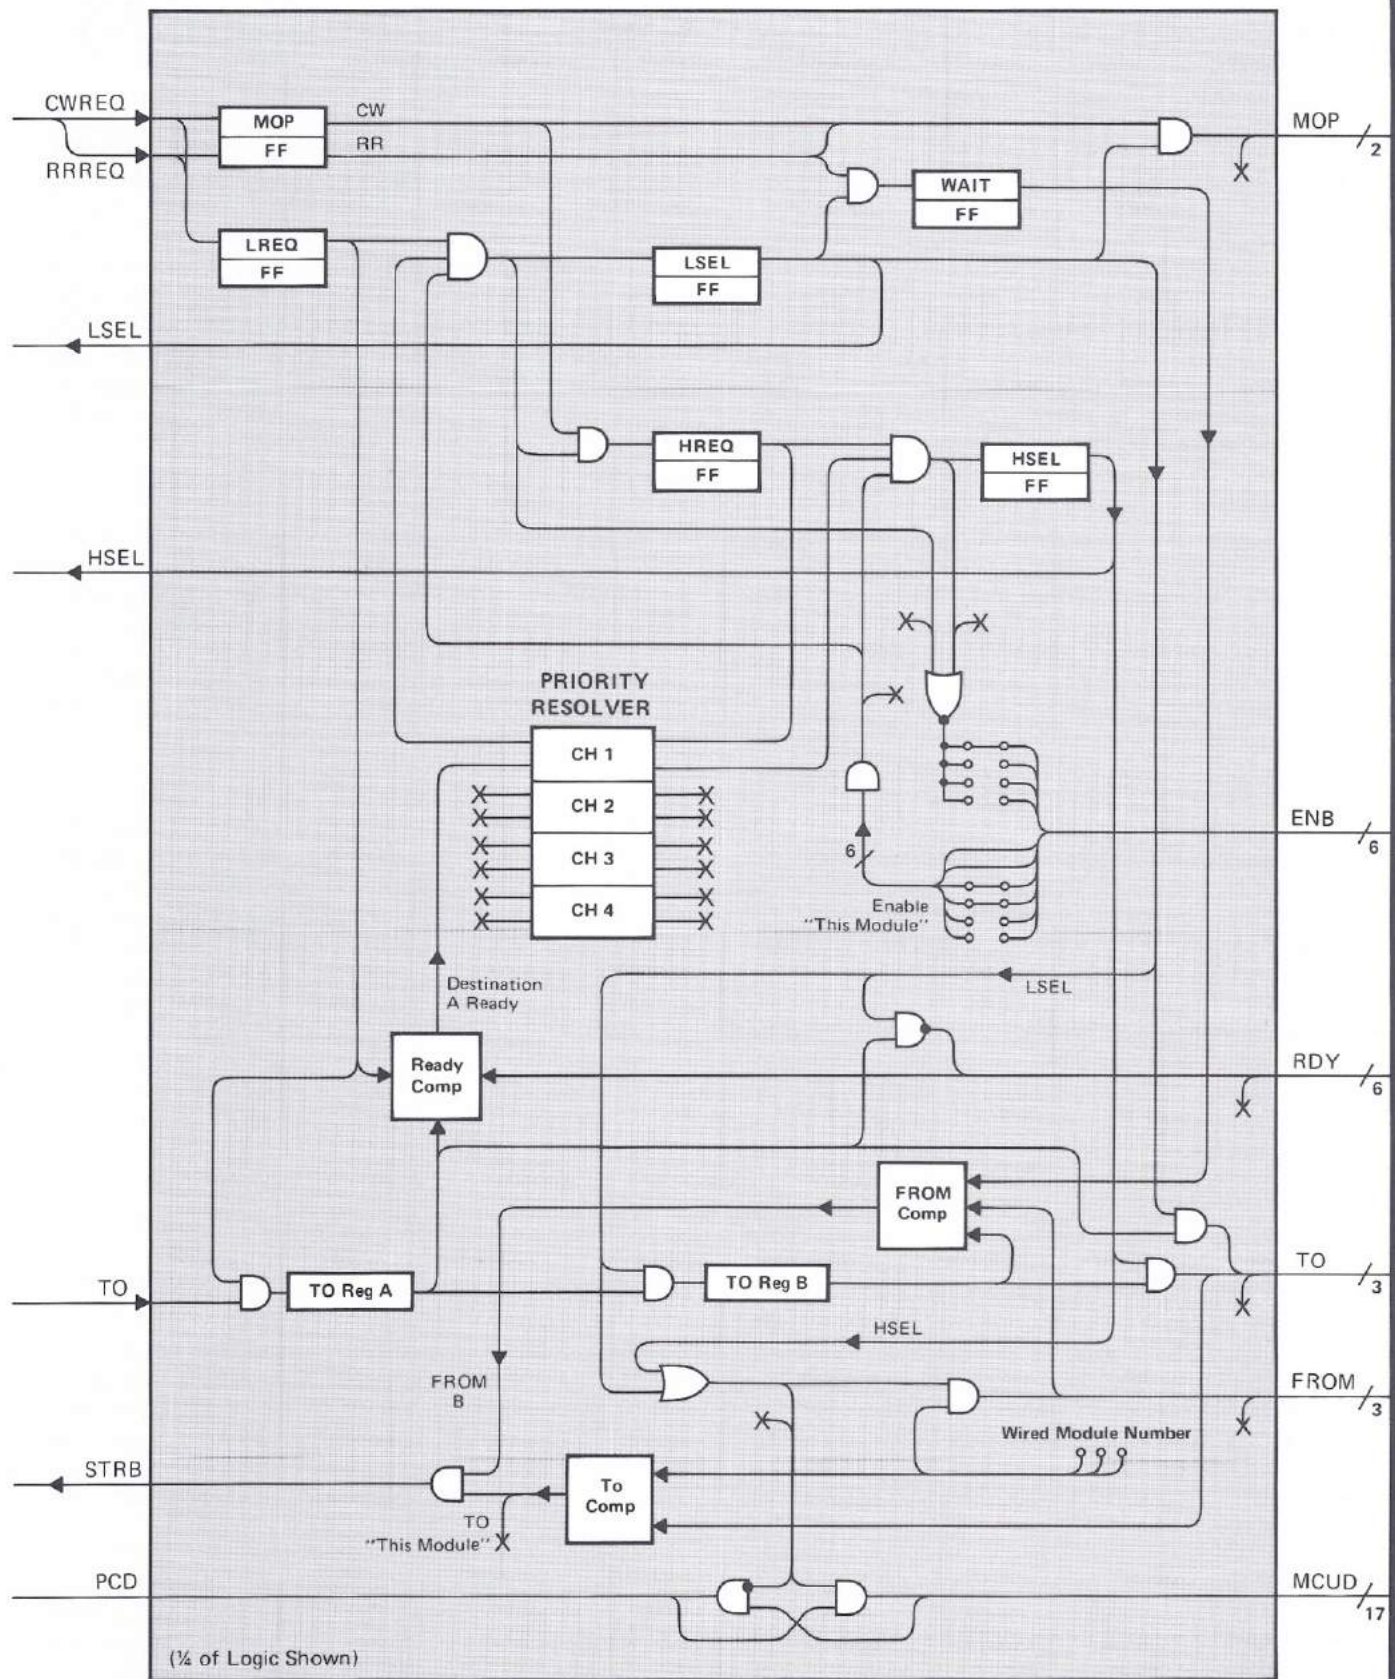 CWREQ
RRREQ
MOP
FF
CW
RR
MOP
2
WAIT
FF
LREQ
FF
LSEL
FF
LSEL
HREQ
FF
HSEL
FF
HSEL
PRIORITY
RESOLVER
CH 1
CH 2
CH 3
CH 4
6
ENB
6
Enable
"This Module"
Destination
A Ready
LSEL
Ready
Comp
RDY
6
FROM
Comp
TO
TO Reg A
TO Reg B
TO
3
HSEL
FROM
B
FROM
3
Wired Module Number
STRB
To
Comp
TO
"This Module"
PCD
MCUD
17
(¼ of Logic Shown)